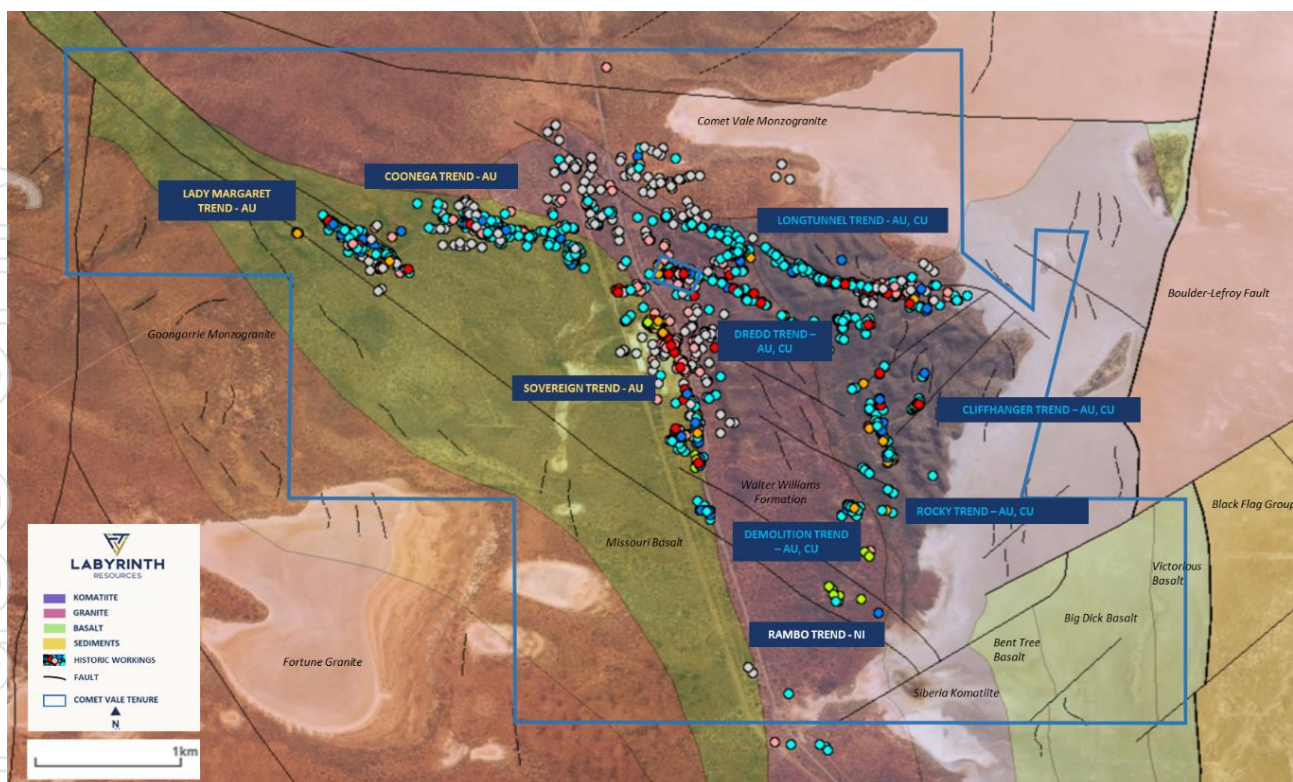 Comet Vale Monzogranite
COONEGA TREND - AU
LADY MARGARET
TREND - AU
LONGTUNNEL TREND - AU, CU
Boulder-Lefroy Fault
Goongarrie Monzogranite
DREDD TREND –
AU, CU
SOVEREIGN TREND - AU
CLIFFHANGER TREND – AU, CU
Walter Williams
Formation
Black Flag Group
ROCKY TREND – AU, CU
Missouri Basalt
DEMOLITION TREND
– AU, CU
Victorious
Basalt
Big Dick Basalt
RAMBO TREND - NI
Bent Tree
Basalt
Fortune Granite
Siberia Komatiite
LABYRINTH
RESOURCES
KOMATIITE
GRANITE
BASALT
SEDIMENTS
HISTORIC WORKINGS
FAULT
COMET VALE TENURE
N
1km